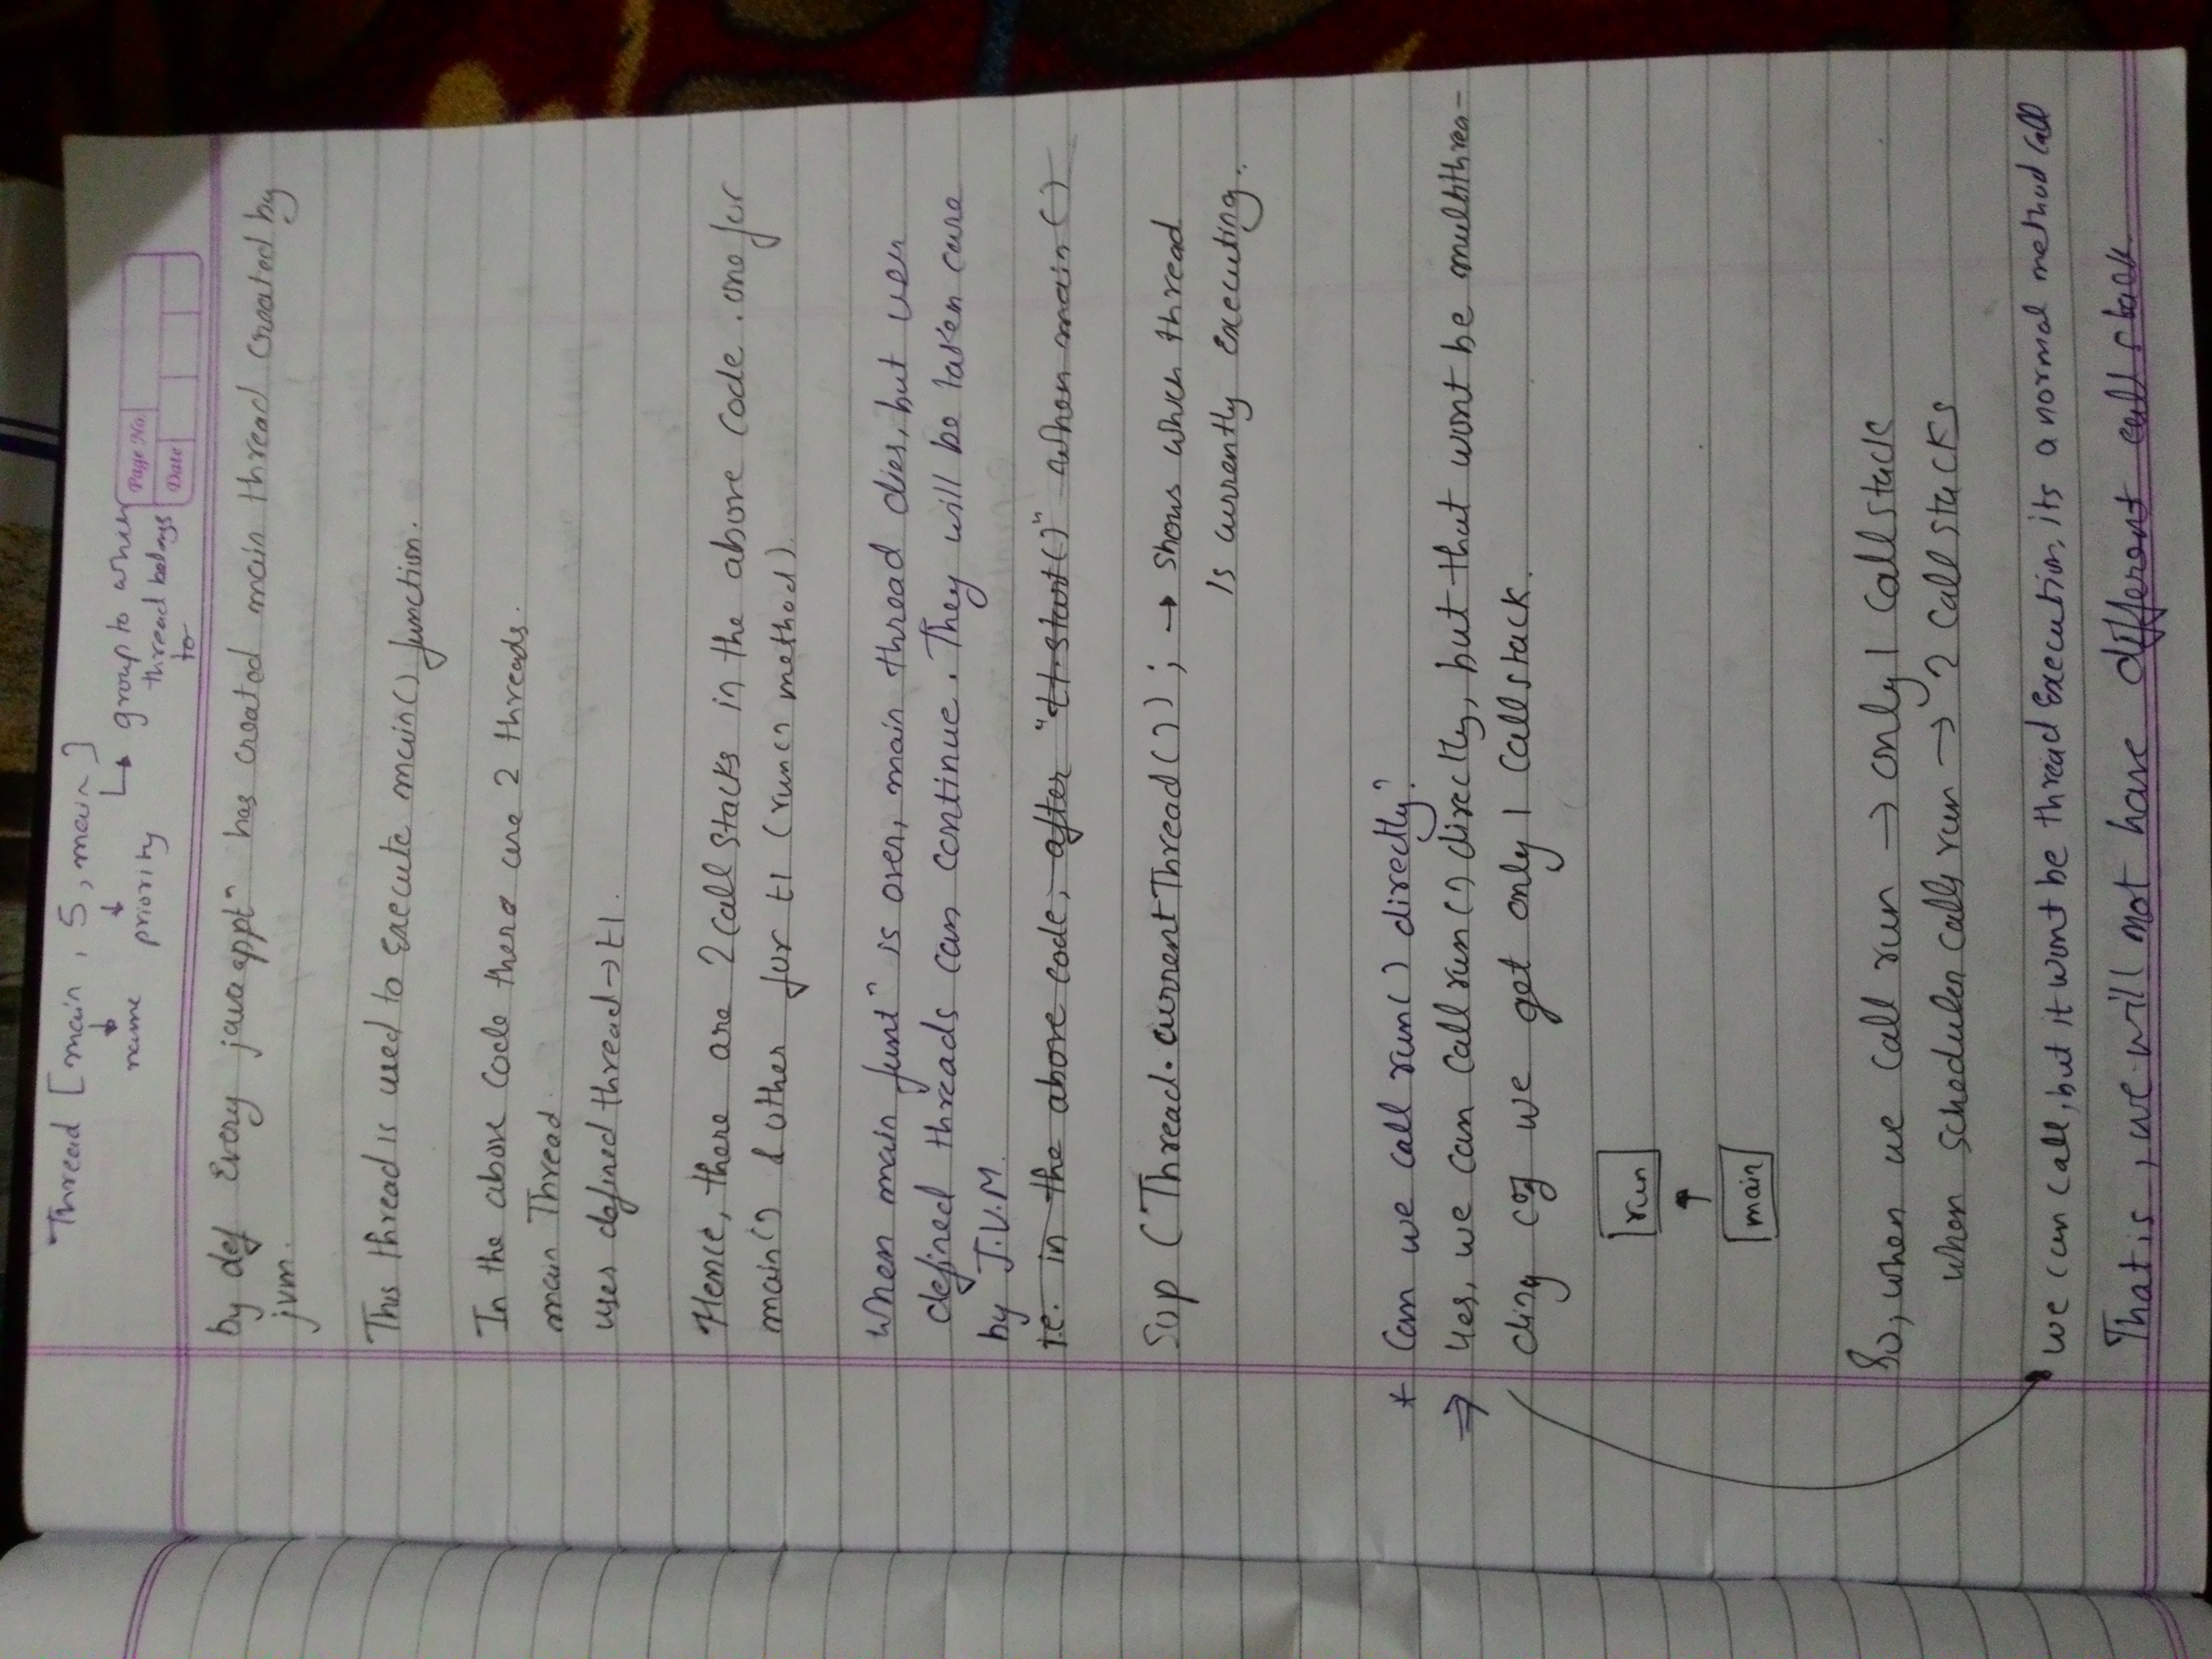 Thread [main, 5, main]
name priority group to which
thread belongs
to
Page No.
Date
by def Every java appt^n has created main thread created by
jvm.
This thread is used to execute main() function.
In the above code there are 2 threads.
main Thread.
user defined thread → t1.
Hence, there are 2 call stacks in the above code. one for
main() & other for t1 (run() method).
When main funt^n is over, main thread dies, but user
defined threads can continue. They will be taken care
by J.V.M.
i.e. in the above code, after "t1.start()" when main()
Sop (Thread.currentThread()); → shows which thread
is currently executing.
* Can we call run() directly?
⇒ Yes, we can call run() directly, but that wont be multithrea-
ding coz we get only 1 callstack.
run
↑
main
So, when we call run → only 1 callstack
when scheduler calls run → 2 call stacks
we can call, but it wont be thread execution, its a normal method call
That is, we will not have different call stack.